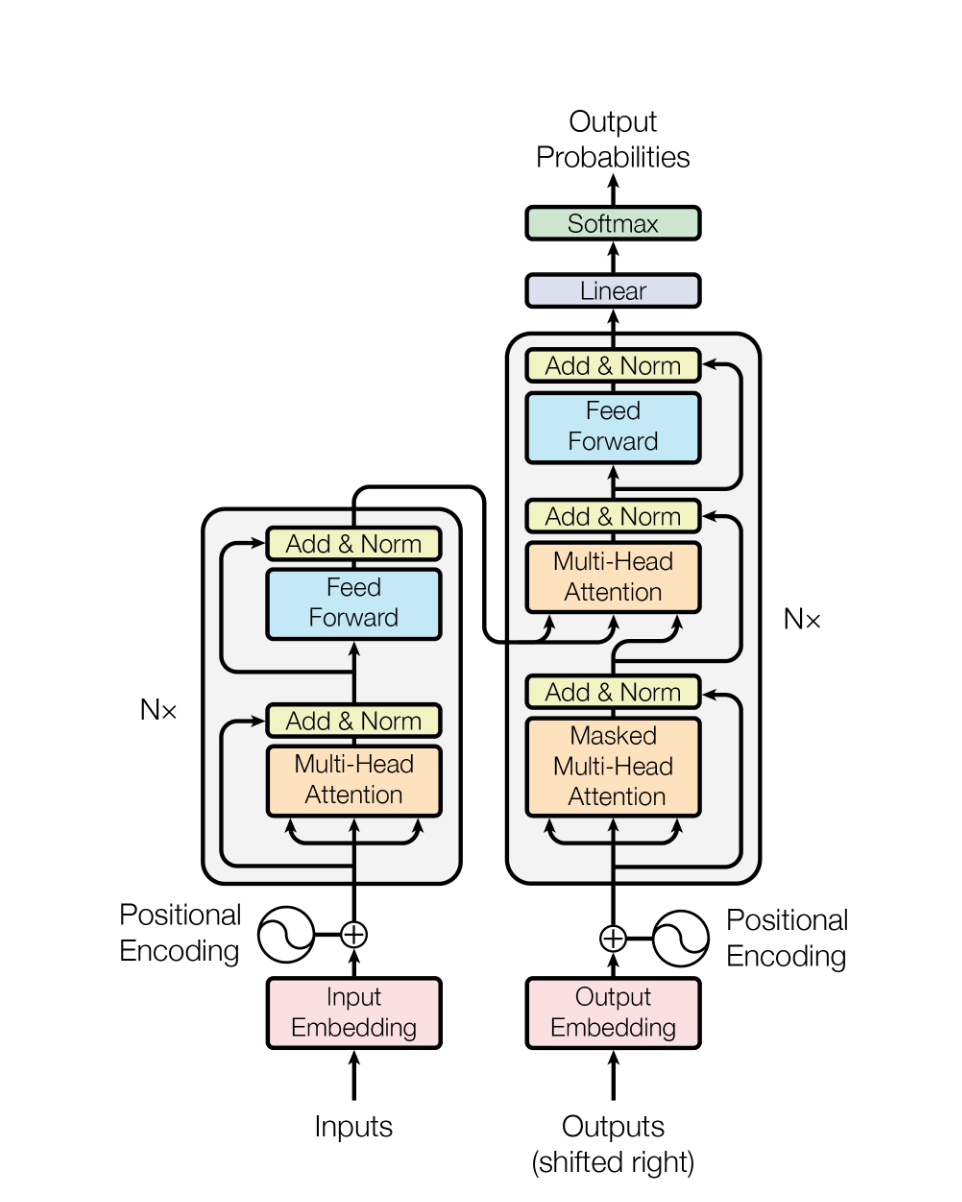 Output
Probabilities
Softmax
Linear
Add & Norm
Feed
Forward
Add & Norm
Multi-Head
Attention
N×
Add & Norm
Masked
Multi-Head
Attention
Add & Norm
Feed
Forward
N×
Add & Norm
Multi-Head
Attention
Positional
Encoding
Positional
Encoding
Input
Embedding
Output
Embedding
Inputs
Outputs
(shifted right)